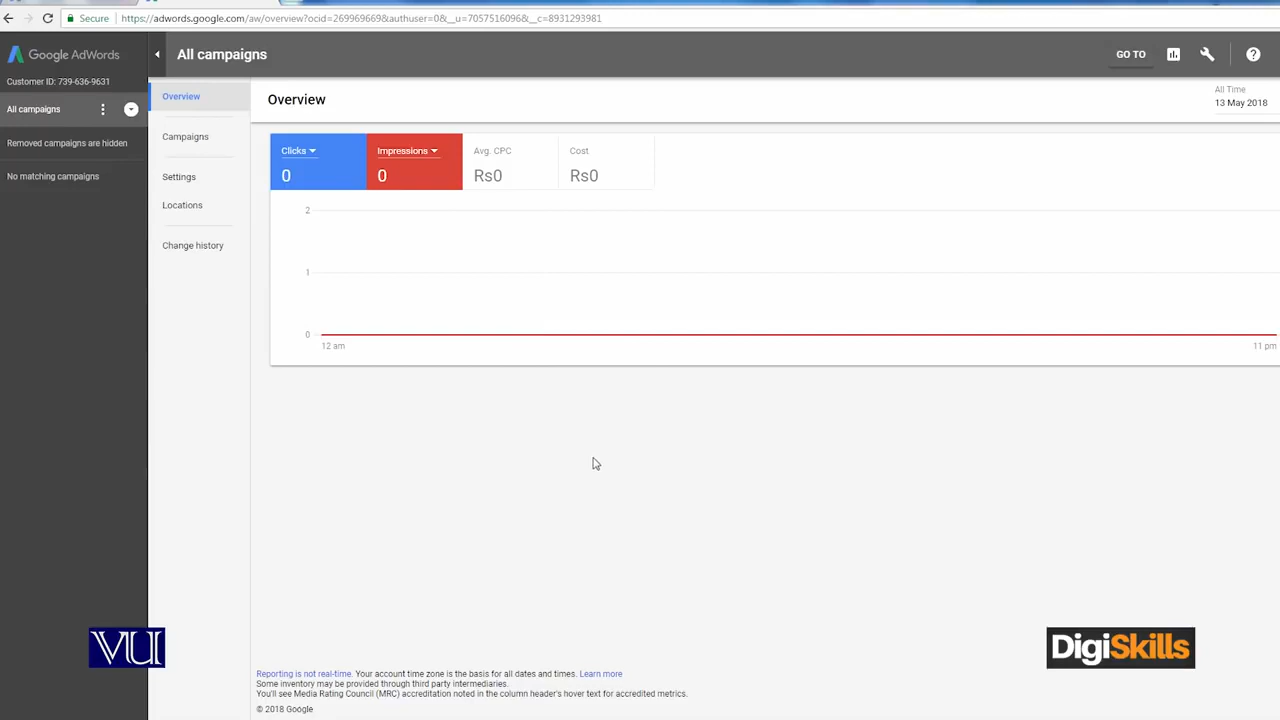 Secure
https://adwords.google.com/aw/overview?ocid=269969669&authuser=0&__u=7057516096&__c=8931293981
Google AdWords
All campaigns
GO TO
Customer ID: 739-636-9631
All campaigns
Removed campaigns are hidden
No matching campaigns
Overview
Campaigns
Settings
Locations
Change history
Overview
All Time
13 May 2018
Clicks
0
Impressions
0
Avg. CPC
Rs0
Cost
Rs0
2
1
0
12 am
11 pm
VU
DigiSkills
Reporting is not real-time. Your account time zone is the basis for all dates and times. Learn more
Some inventory may be provided through third party intermediaries.
You'll see Media Rating Council (MRC) accreditation noted in the column header's hover text for accredited metrics.
© 2018 Google